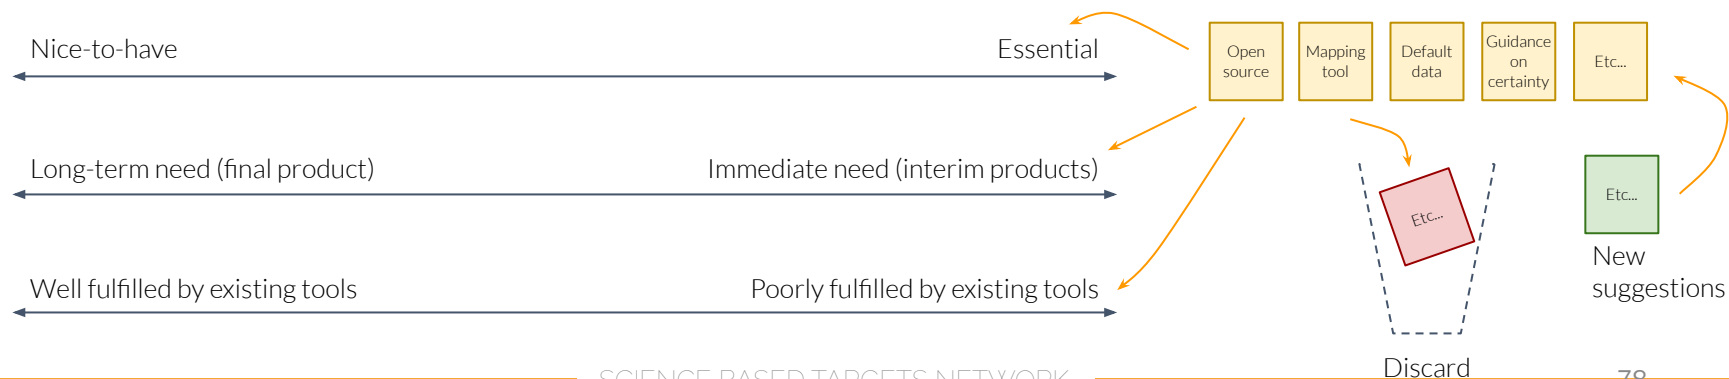 Nice-to-have
Essential
Open
source
Mapping
tool
Default
data
Guidance
on
certainty
Etc...
Long-term need (final product)
Immediate need (interim products)
Etc...
Etc...
New
suggestions
Well fulfilled by existing tools
Poorly fulfilled by existing tools
Discard
SCIENCE BASED TARGETS NETWORK
78